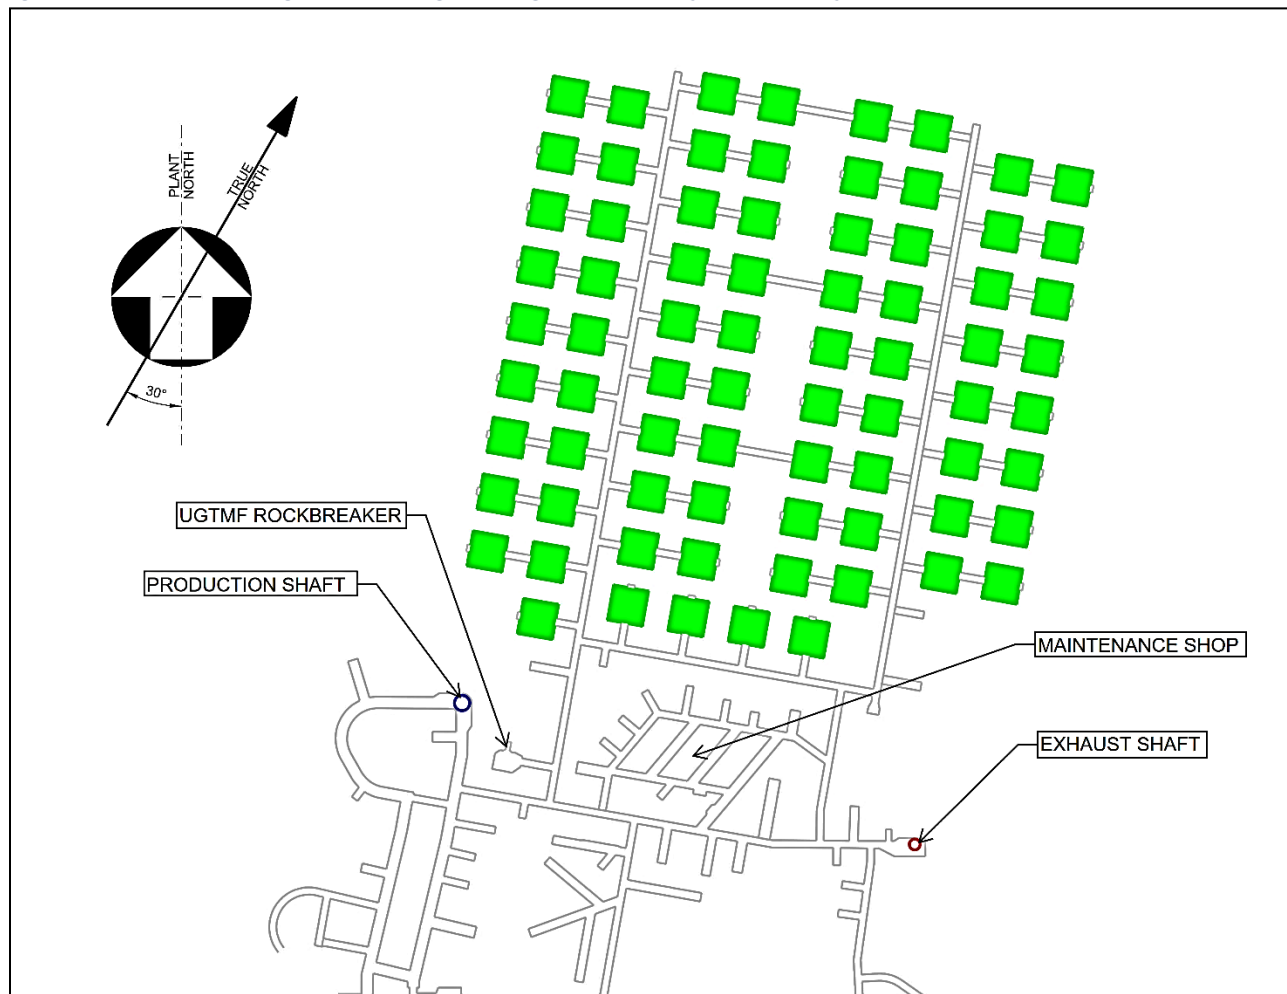 PLANT
NORTH
TRUE
NORTH
30°
UGTMF ROCKBREAKER
PRODUCTION SHAFT
MAINTENANCE SHOP
EXHAUST SHAFT